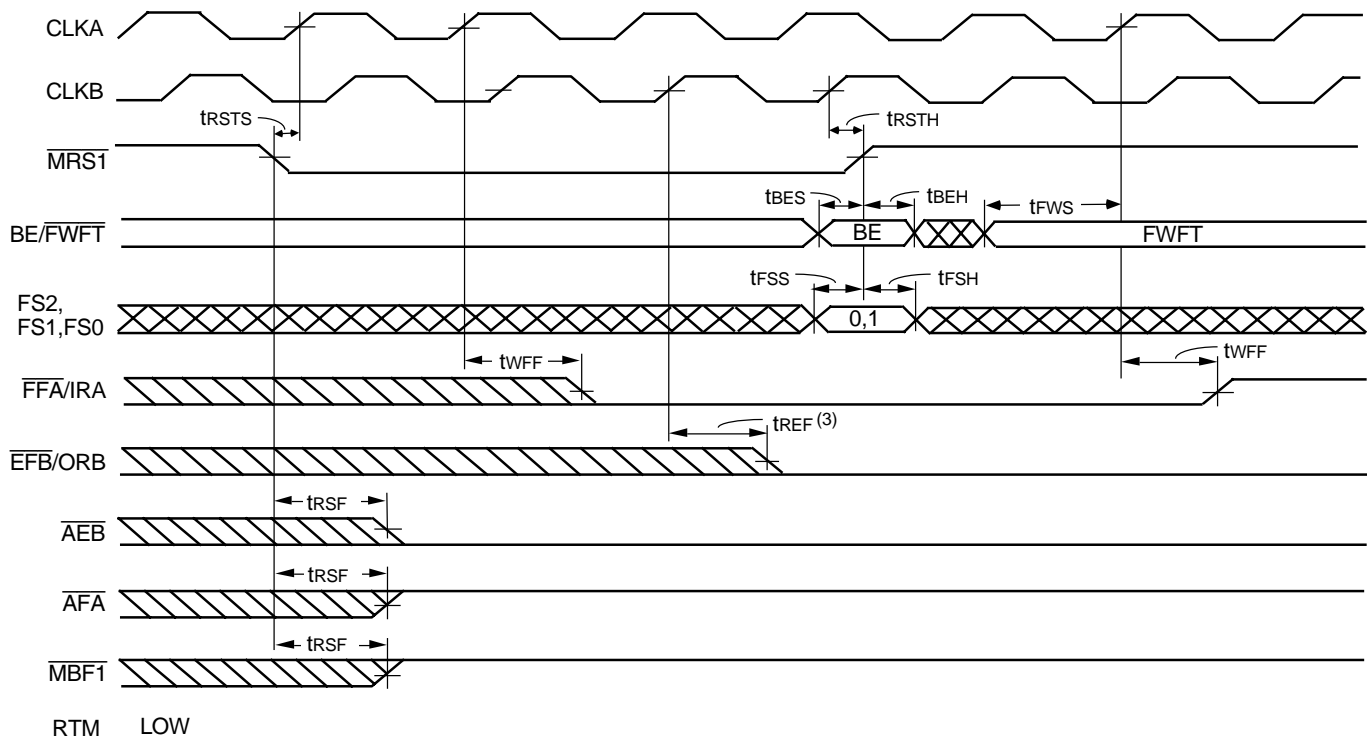 CLKA
CLKB
tRSTS
tRSTH
MRS1
tBES
tBEH
tFWS
BE/FWFT
BE
FWFT
tFSS
tFSH
FS2,
FS1,FS0
0,1
tWFF
tWFF
FFA/IRA
tREF (3)
EFB/ORB
tRSF
AEB
tRSF
AFA
tRSF
MBF1
RTM LOW